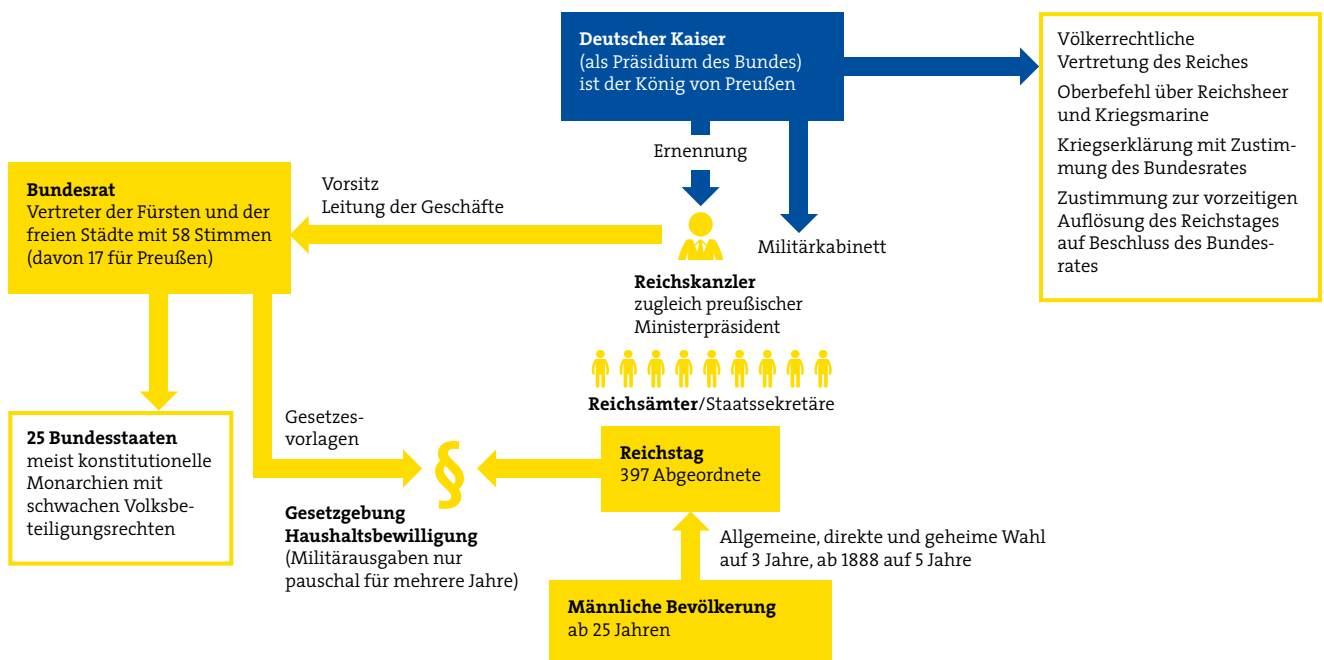 Deutscher Kaiser
(als Präsidium des Bundes)
ist der König von Preußen
Völkerrechtliche
Vertretung des Reiches
Oberbefehl über Reichsheer
und Kriegsmarine
Kriegserklärung mit Zustim-
mung des Bundesrates
Zustimmung zur vorzeitigen
Auflösung des Reichstages
auf Beschluss des Bundes-
rates
Ernennung
Militärkabinett
Bundesrat
Vertreter der Fürsten und der
freien Städte mit 58 Stimmen
(davon 17 für Preußen)
Vorsitz
Leitung der Geschäfte
Reichskanzler
zugleich preußischer
Ministerpräsident
Reichsämter/Staatssekretäre
25 Bundesstaaten
meist konstitutionelle
Monarchien mit
schwachen Volksbe-
teiligungsrechten
Gesetzes-
vorlagen
§
Gesetzgebung
Haushaltsbewilligung
(Militärausgaben nur
pauschal für mehrere Jahre)
Reichstag
397 Abgeordnete
Allgemeine, direkte und geheime Wahl
auf 3 Jahre, ab 1888 auf 5 Jahre
Männliche Bevölkerung
ab 25 Jahren